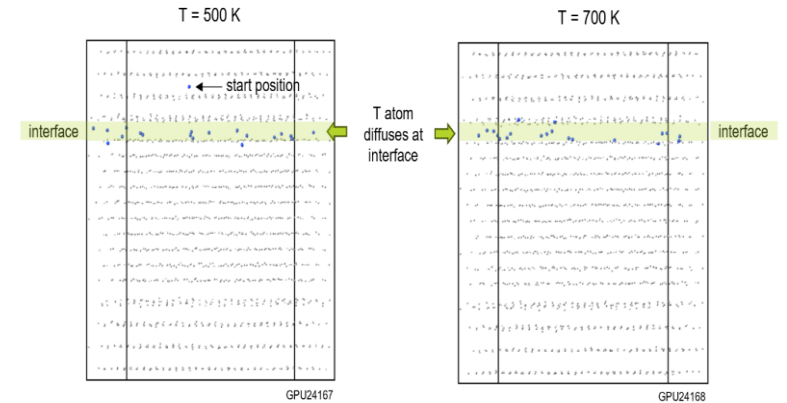 T = 500 K
T = 700 K
start position
interface
T atom
diffuses at
interface
interface
GPU24167
GPU24168